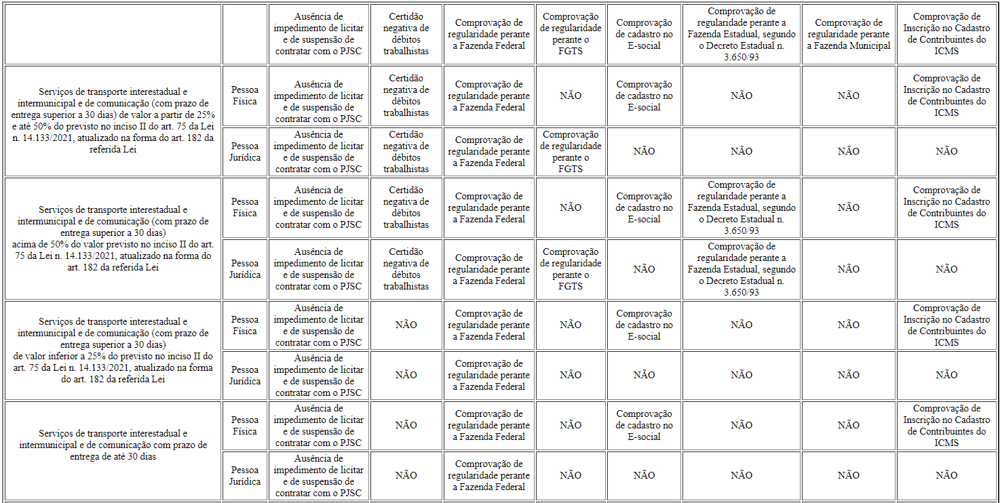 Ausência de
impedimento de licitar
e de suspensão de
contratar com o PJSC
Certidão
negativa de
débitos
trabalhistas
Comprovação de
regularidade perante
a Fazenda Federal
Comprovação
de regularidade
perante o
FGTS
Comprovação
de cadastro no
E-social
Comprovação de
regularidade perante a
Fazenda Estadual, segundo
o Decreto Estadual n.
3.650/93
Comprovação de
regularidade perante
a Fazenda Municipal
Comprovação de
Inscrição no Cadastro
de Contribuintes do
ICMS
Serviços de transporte interestadual e
intermunicipal e de comunicação (com prazo de
entrega superior a 30 dias) de valor a partir de 25%
e até 50% do previsto no inciso II do art. 75 da Lei
n. 14.133/2021, atualizado na forma do art. 182 da
referida Lei
Pessoa
Física
Ausência de
impedimento de licitar
e de suspensão de
contratar com o PJSC
Certidão
negativa de
débitos
trabalhistas
Comprovação de
regularidade perante
a Fazenda Federal
NÃO
Comprovação
de cadastro no
E-social
NÃO
NÃO
Comprovação de
Inscrição no Cadastro
de Contribuintes do
ICMS
Pessoa
Jurídica
Ausência de
impedimento de licitar
e de suspensão de
contratar com o PJSC
Certidão
negativa de
débitos
trabalhistas
Comprovação de
regularidade perante
a Fazenda Federal
Comprovação
de regularidade
perante o
FGTS
NÃO
NÃO
NÃO
NÃO
Serviços de transporte interestadual e
intermunicipal e de comunicação (com prazo de
entrega superior a 30 dias)
acima de 50% do valor previsto no inciso II do art.
75 da Lei n. 14.133/2021, atualizado na forma do
art. 182 da referida Lei
Pessoa
Física
Ausência de
impedimento de licitar
e de suspensão de
contratar com o PJSC
Certidão
negativa de
débitos
trabalhistas
Comprovação de
regularidade perante
a Fazenda Federal
NÃO
Comprovação
de cadastro no
E-social
Comprovação de
regularidade perante a
Fazenda Estadual, segundo
o Decreto Estadual n.
3.650/93
NÃO
Comprovação de
Inscrição no Cadastro
de Contribuintes do
ICMS
Pessoa
Jurídica
Ausência de
impedimento de licitar
e de suspensão de
contratar com o PJSC
Certidão
negativa de
débitos
trabalhistas
Comprovação de
regularidade perante
a Fazenda Federal
Comprovação
de regularidade
perante o
FGTS
NÃO
Comprovação de
regularidade perante a
Fazenda Estadual, segundo
o Decreto Estadual n.
3.650/93
NÃO
NÃO
Serviços de transporte interestadual e
intermunicipal e de comunicação (com prazo de
entrega superior a 30 dias)
de valor inferior a 25% do previsto no inciso II do
art. 75 da Lei n. 14.133/2021, atualizado na forma
do art. 182 da referida Lei
Pessoa
Física
Ausência de
impedimento de licitar
e de suspensão de
contratar com o PJSC
NÃO
Comprovação de
regularidade perante
a Fazenda Federal
NÃO
Comprovação
de cadastro no
E-social
NÃO
NÃO
Comprovação de
Inscrição no Cadastro
de Contribuintes do
ICMS
Pessoa
Jurídica
Ausência de
impedimento de licitar
e de suspensão de
contratar com o PJSC
NÃO
Comprovação de
regularidade perante
a Fazenda Federal
NÃO
NÃO
NÃO
NÃO
NÃO
Serviços de transporte interestadual e
intermunicipal e de comunicação com prazo de
entrega de até 30 dias
Pessoa
Física
Ausência de
impedimento de licitar
e de suspensão de
contratar com o PJSC
NÃO
Comprovação de
regularidade perante
a Fazenda Federal
NÃO
Comprovação
de cadastro no
E-social
NÃO
NÃO
Comprovação de
Inscrição no Cadastro
de Contribuintes do
ICMS
Pessoa
Jurídica
Ausência de
impedimento de licitar
e de suspensão de
contratar com o PJSC
NÃO
Comprovação de
regularidade perante
a Fazenda Federal
NÃO
NÃO
NÃO
NÃO
NÃO